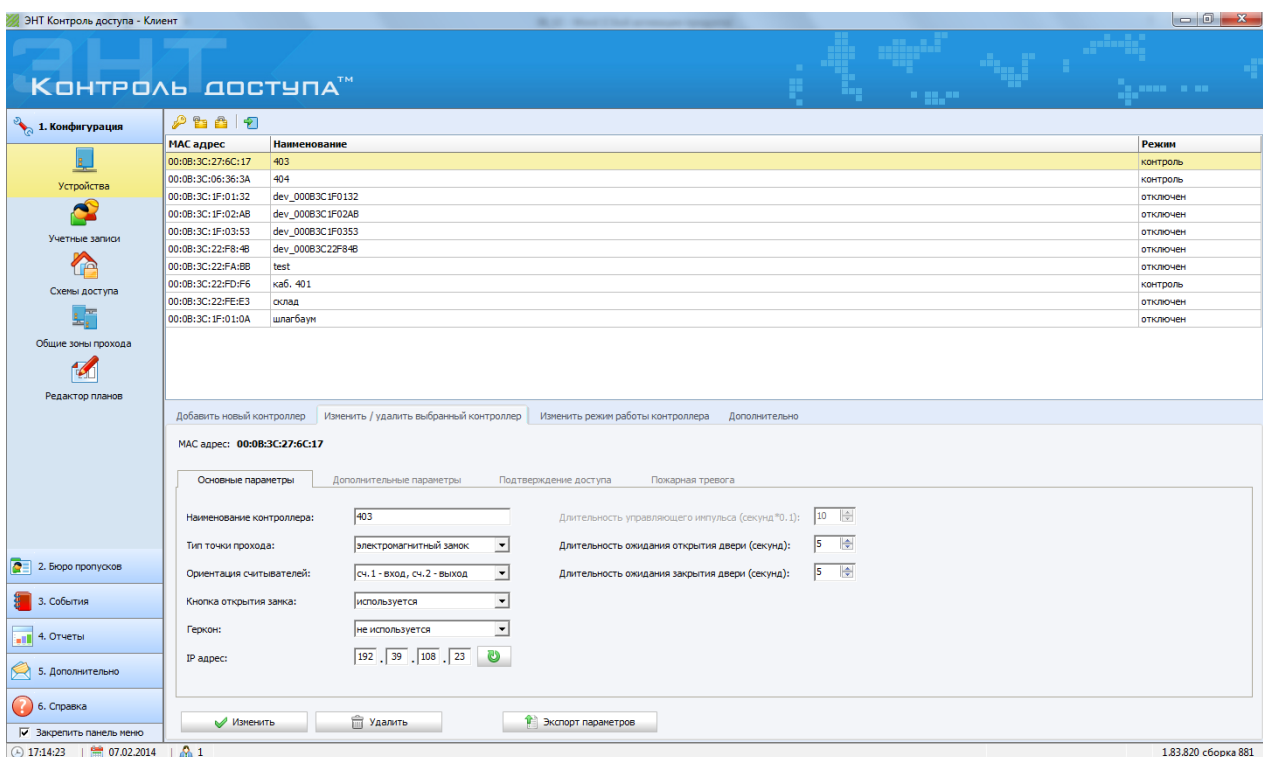 ЭНТ Контроль доступа - Клиент
ЭНТ
КОНТРОЛЬ ДОСТУПА™
1. Конфигурация
Устройства
Учетные записи
Схемы доступа
Общие зоны прохода
Редактор планов
2. Бюро пропусков
3. События
4. Отчеты
5. Дополнительно
6. Справка
Закрепить панель меню
МАС адрес Наименование Режим
00:0B:3C:27:6C:17 403 контроль
00:0B:3C:06:36:3A 404 контроль
00:0B:3C:1F:01:32 dev_000B3C1F0132 отключен
00:0B:3C:1F:02:AB dev_000B3C1F02AB отключен
00:0B:3C:1F:03:53 dev_000B3C1F0353 отключен
00:0B:3C:22:F8:4B dev_000B3C22F84B отключен
00:0B:3C:22:FA:BB test отключен
00:0B:3C:22:FD:F6 каб. 401 контроль
00:0B:3C:22:FE:E3 склад отключен
00:0B:3C:1F:01:0A шлагбаум отключен
Добавить новый контроллер Изменить / удалить выбранный контроллер Изменить режим работы контроллера Дополнительно
МАС адрес: 00:0B:3C:27:6C:17
Основные параметры Дополнительные параметры Подтверждение доступа Пожарная тревога
Наименование контроллера: 403 Длительность управляющего импульса (секунд*0.1): 10
Тип точки прохода: электромагнитный замок Длительность ожидания открытия двери (секунд): 5
Ориентация считывателей: сч.1 - вход, сч.2 - выход Длительность ожидания закрытия двери (секунд): 5
Кнопка открытия замка: используется
Геркон: не используется
IP адрес: 192 . 39 . 108 . 23
Изменить Удалить Экспорт параметров
17:14:23 07.02.2014 1 1.83.820 сборка 881